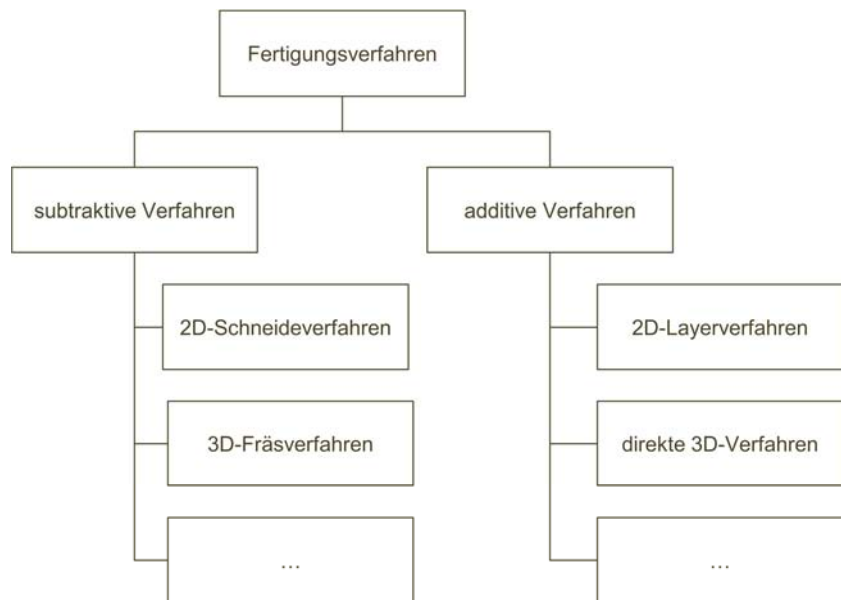 Fertigungsverfahren
subtraktive Verfahren
additive Verfahren
2D-Schneideverfahren
2D-Layerverfahren
3D-Fräsverfahren
direkte 3D-Verfahren
...
...